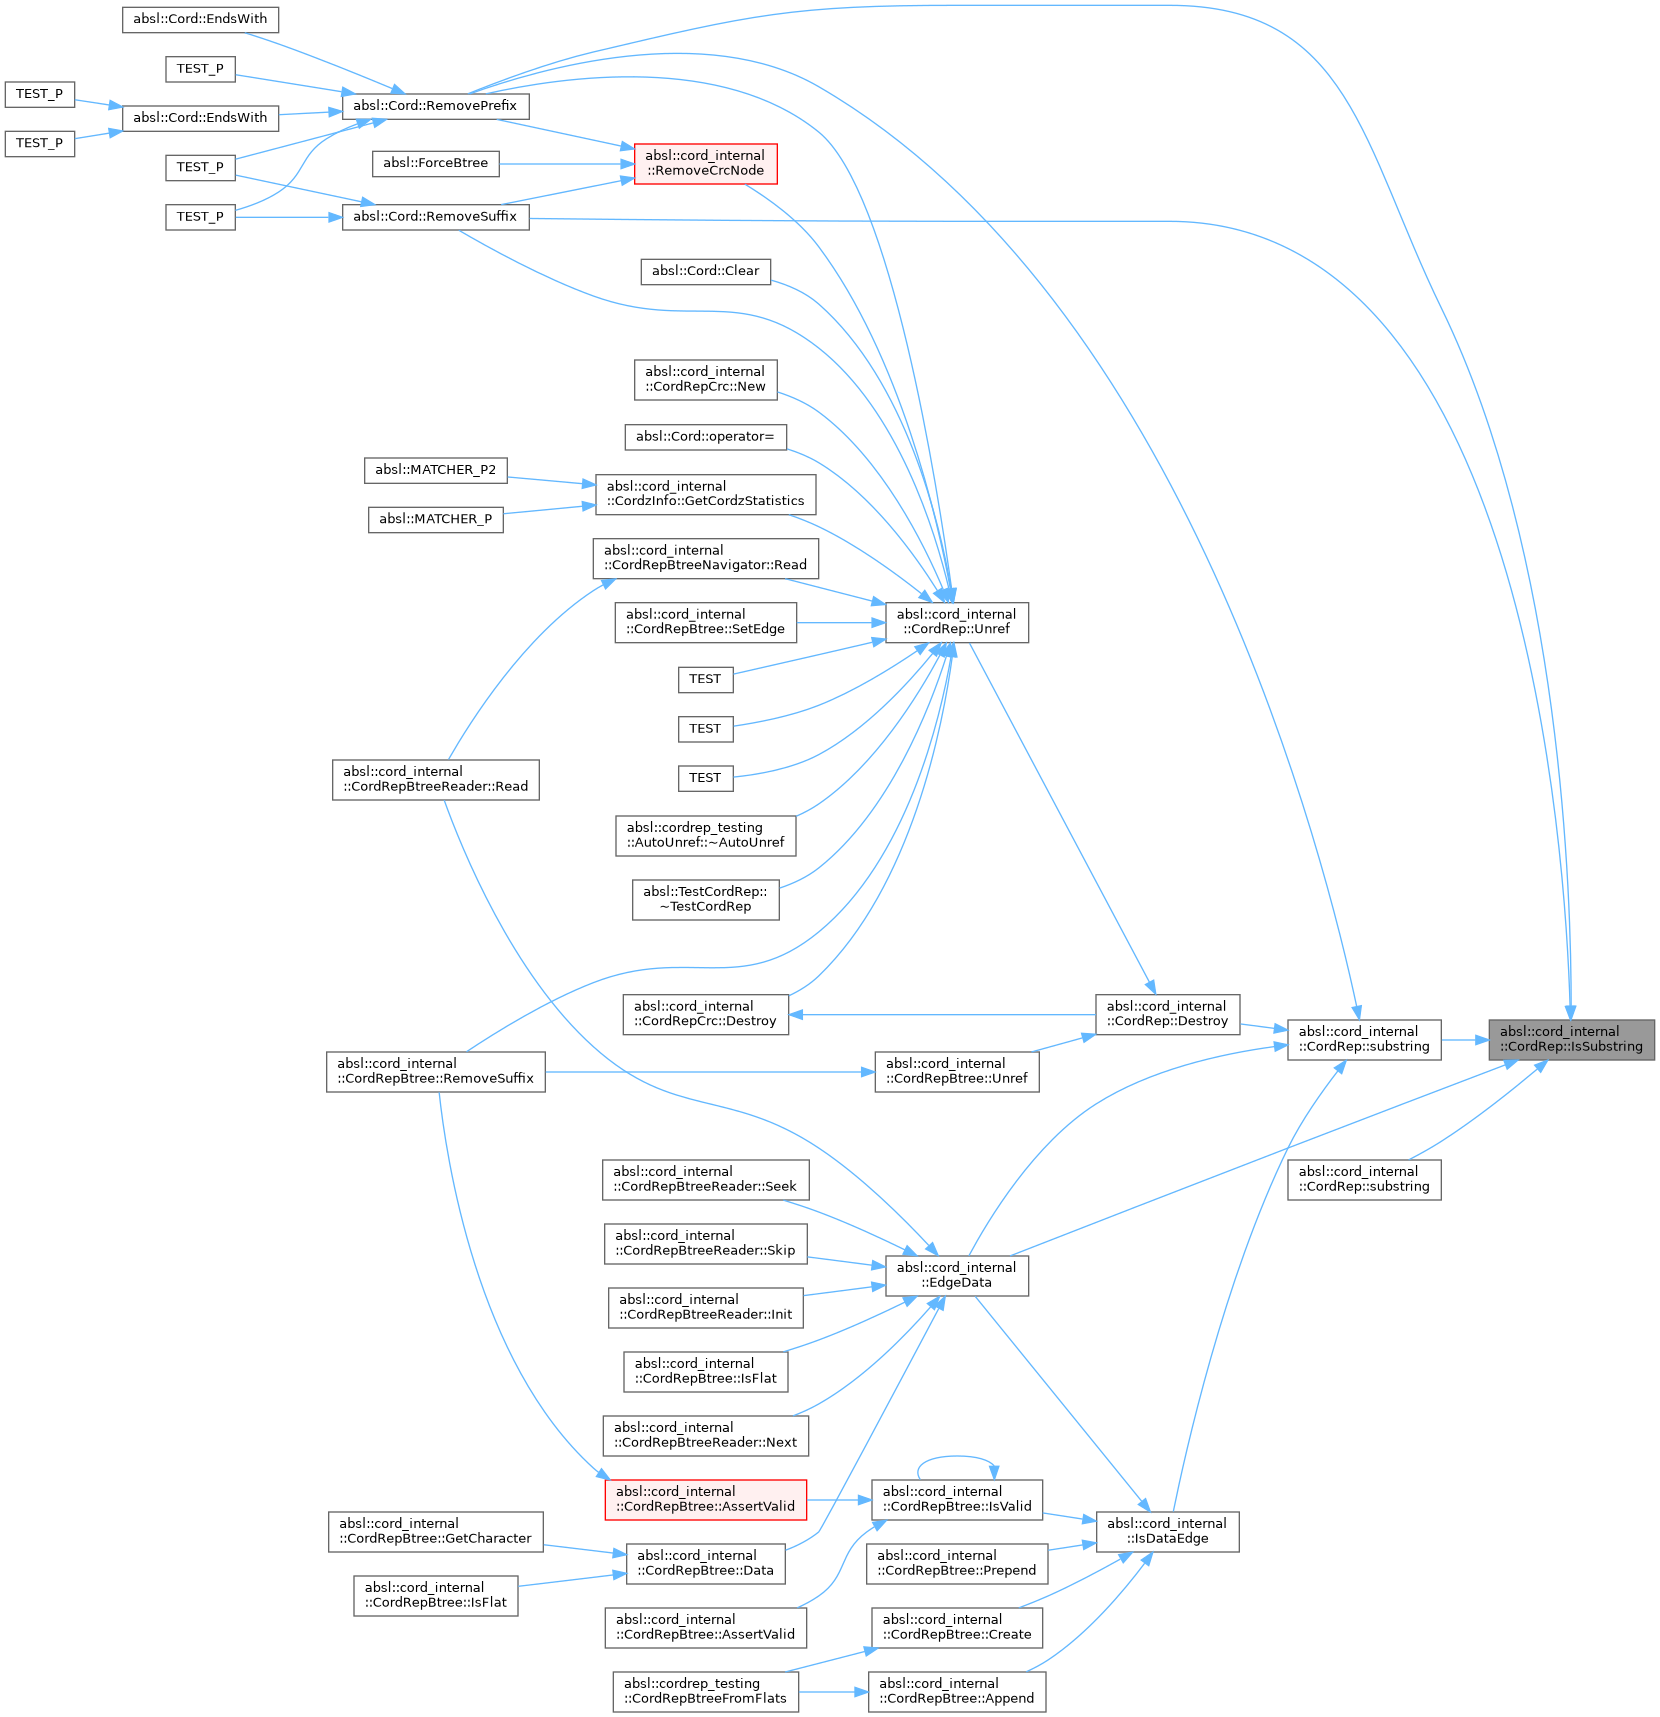 absl::Cord::EndsWith
TEST_P
TEST_P
absl::Cord::RemovePrefix
absl::Cord::EndsWith
TEST_P
absl::cord_internal
::RemoveCrcNode
absl::ForceBtree
TEST_P
TEST_P
absl::Cord::RemoveSuffix
absl::Cord::Clear
absl::cord_internal
::CordRepCrc::New
absl::Cord::operator=
absl::MATCHER_P2
absl::cord_internal
::CordzInfo::GetCordzStatistics
absl::MATCHER_P
absl::cord_internal
::CordRepBtreeNavigator::Read
absl::cord_internal
::CordRepBtree::SetEdge
absl::cord_internal
::CordRep::Unref
TEST
TEST
TEST
absl::cord_internal
::CordRepBtreeReader::Read
absl::cordrep_testing
::AutoUnref::~AutoUnref
absl::TestCordRep::
~TestCordRep
absl::cord_internal
::CordRepCrc::Destroy
absl::cord_internal
::CordRep::Destroy
absl::cord_internal
::CordRep::substring
absl::cord_internal
::CordRep::IsSubstring
absl::cord_internal
::CordRepBtree::RemoveSuffix
absl::cord_internal
::CordRepBtree::Unref
absl::cord_internal
::CordRepBtreeReader::Seek
absl::cord_internal
::CordRep::substring
absl::cord_internal
::CordRepBtreeReader::Skip
absl::cord_internal
::EdgeData
absl::cord_internal
::CordRepBtreeReader::Init
absl::cord_internal
::CordRepBtree::IsFlat
absl::cord_internal
::CordRepBtreeReader::Next
absl::cord_internal
::CordRepBtree::AssertValid
absl::cord_internal
::CordRepBtree::IsValid
absl::cord_internal
::IsDataEdge
absl::cord_internal
::CordRepBtree::GetCharacter
absl::cord_internal
::CordRepBtree::Data
absl::cord_internal
::CordRepBtree::Prepend
absl::cord_internal
::CordRepBtree::IsFlat
absl::cord_internal
::CordRepBtree::AssertValid
absl::cord_internal
::CordRepBtree::Create
absl::cordrep_testing
::CordRepBtreeFromFlats
absl::cord_internal
::CordRepBtree::Append